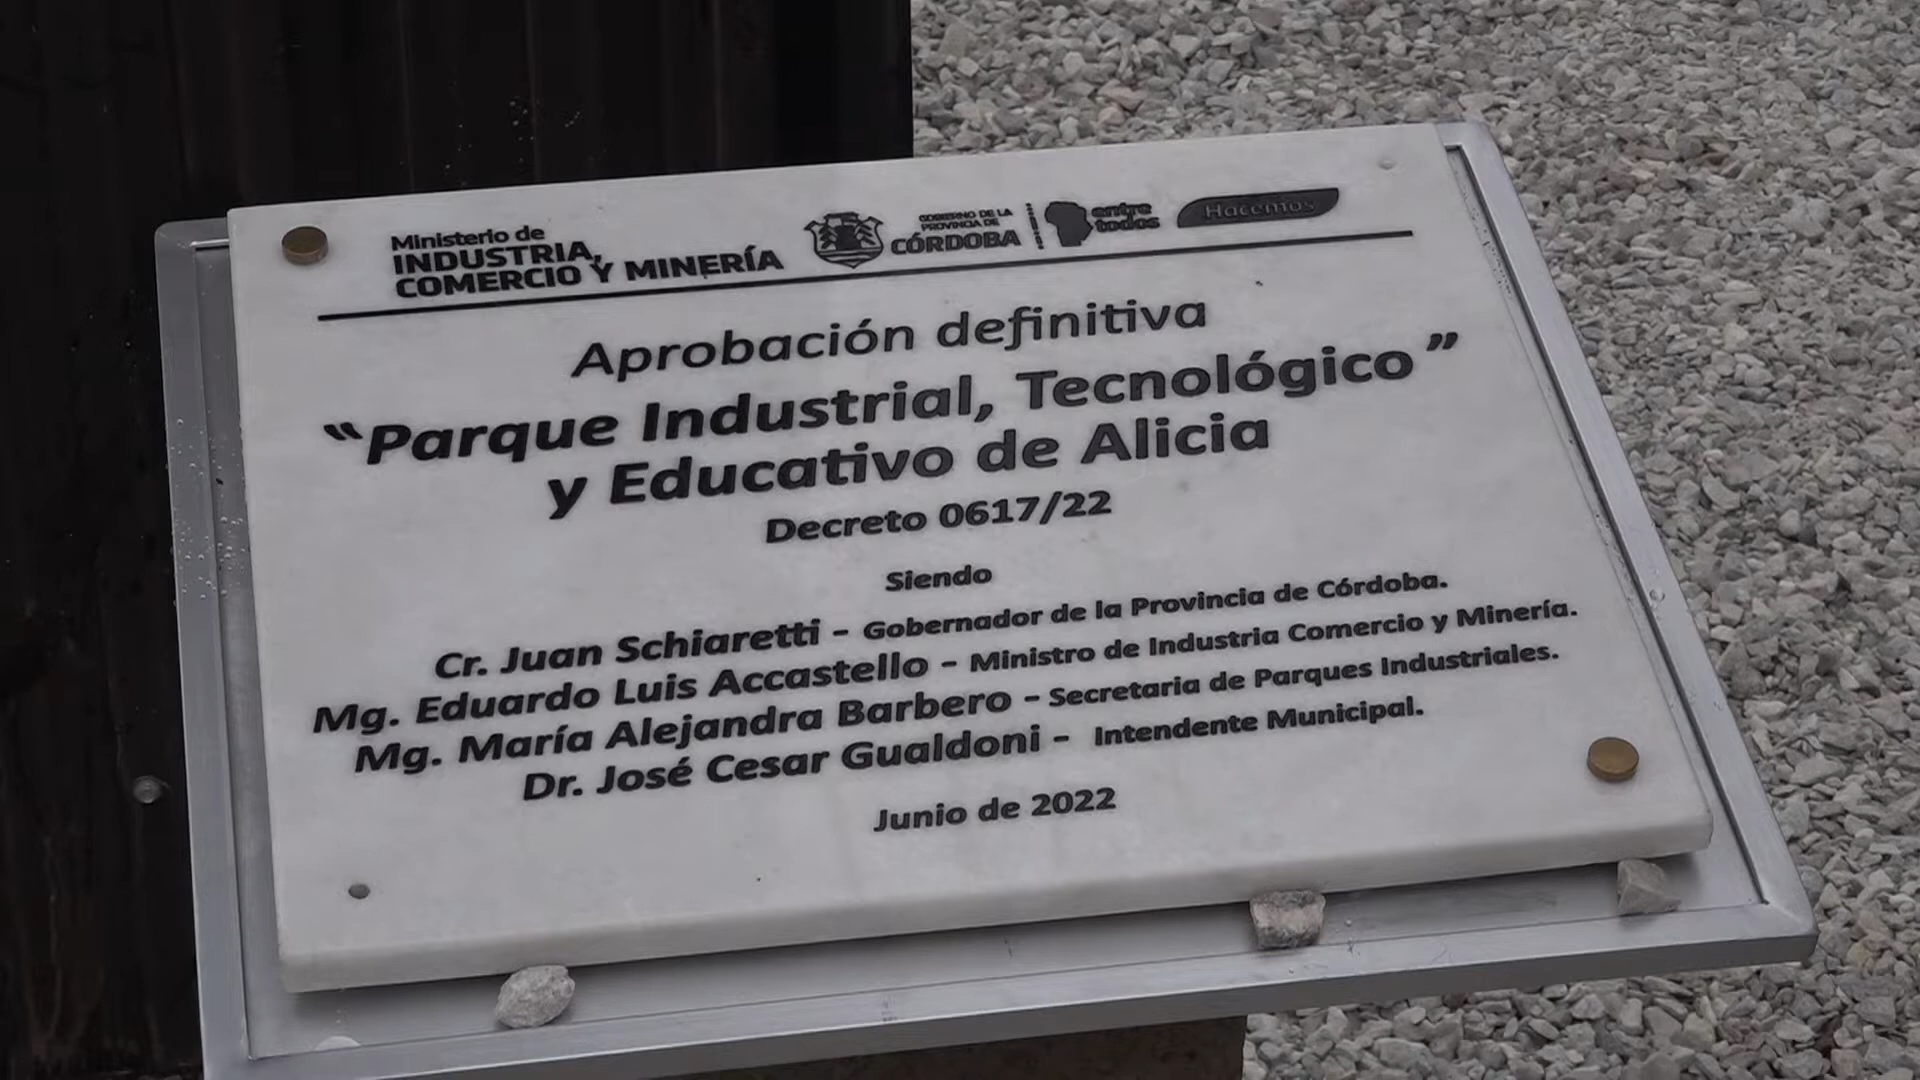 Ministerio de
INDUSTRIA,
COMERCIO Y MINERÍA
GOBIERNO DE LA
PROVINCIA DE
CÓRDOBA
entre
todos
Hacemos
Aprobación definitiva
“Parque Industrial, Tecnológico”
y Educativo de Alicia
Decreto 0617/22
Siendo
Cr. Juan Schiaretti - Gobernador de la Provincia de Córdoba.
Mg. Eduardo Luis Accastello - Ministro de Industria Comercio y Minería.
Mg. María Alejandra Barbero - Secretaria de Parques Industriales.
Dr. José Cesar Gualdoni - Intendente Municipal.
Junio de 2022